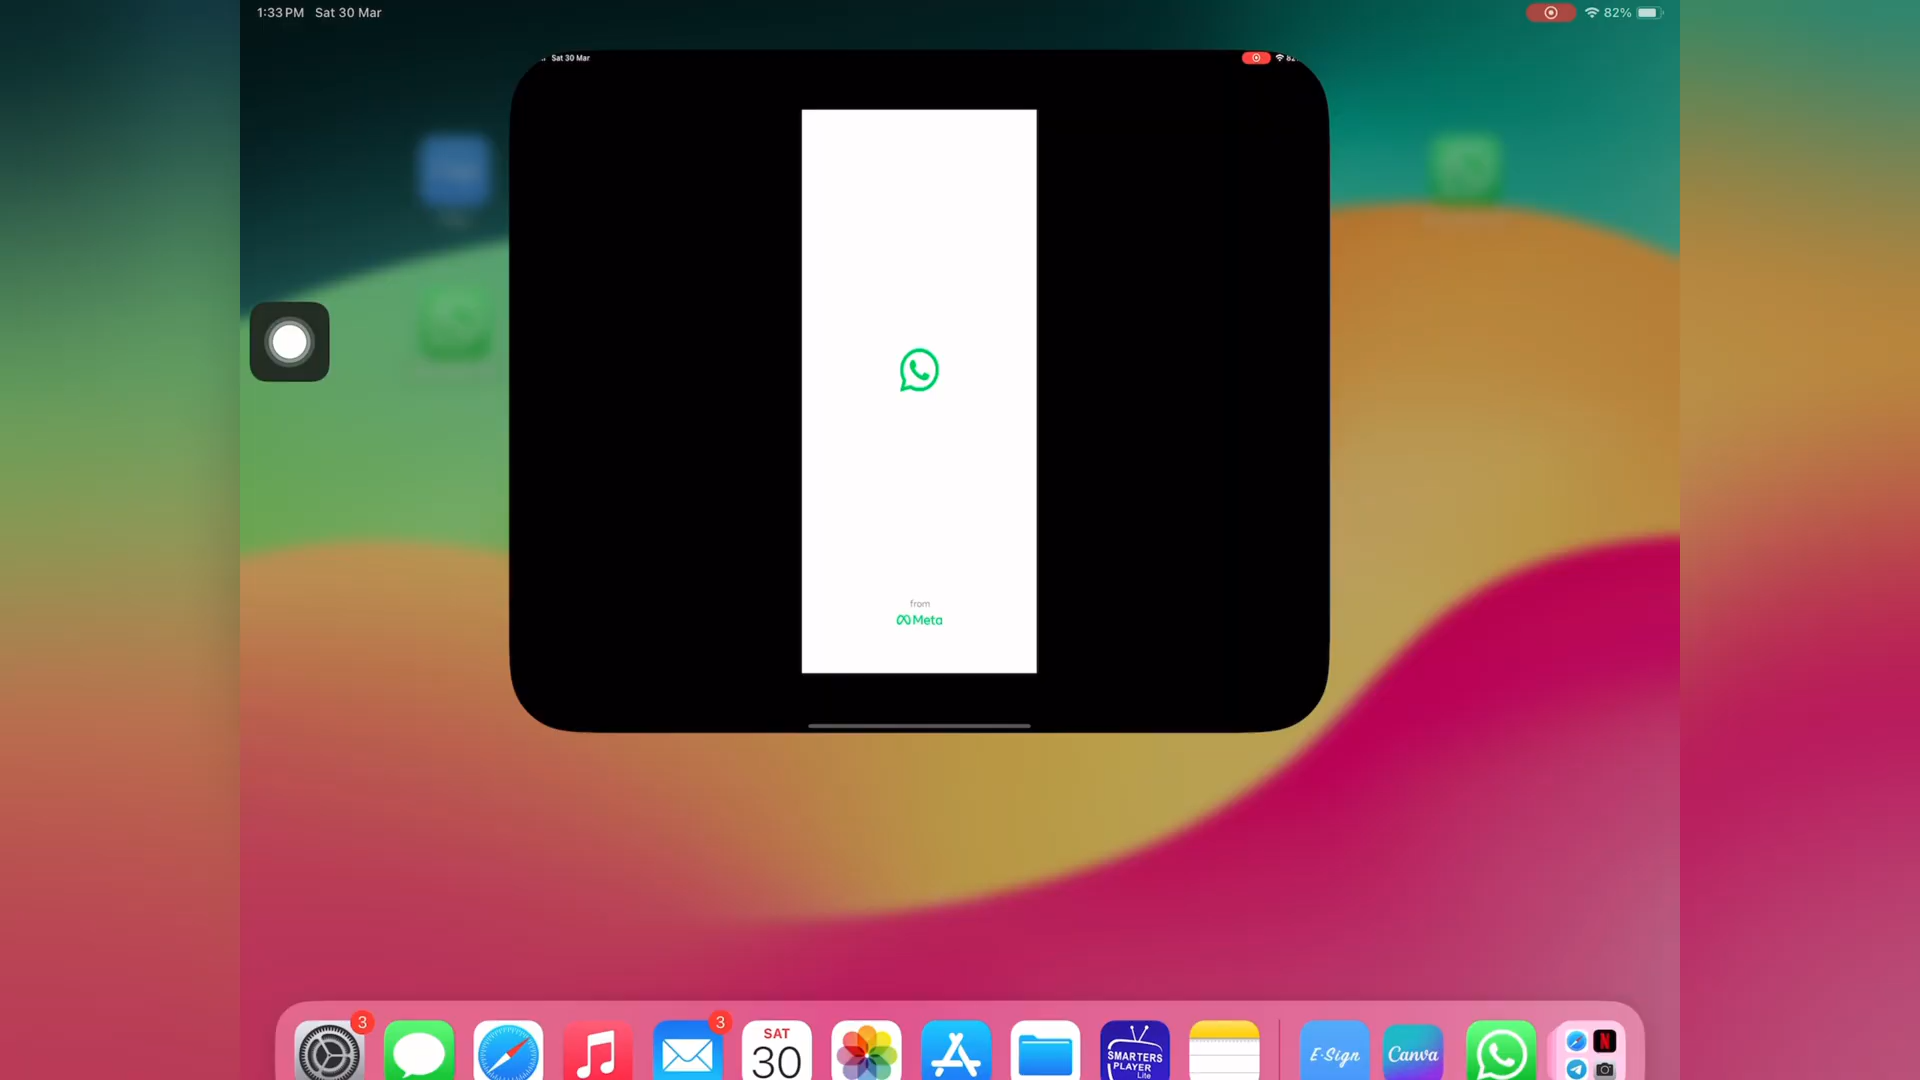 1:33 PM Sat 30 Mar
82%
Sat 30 Mar
from
Meta
3
3
SAT
30
SMARTERS
PLAYER
Lite
E-Sign
Canva
N